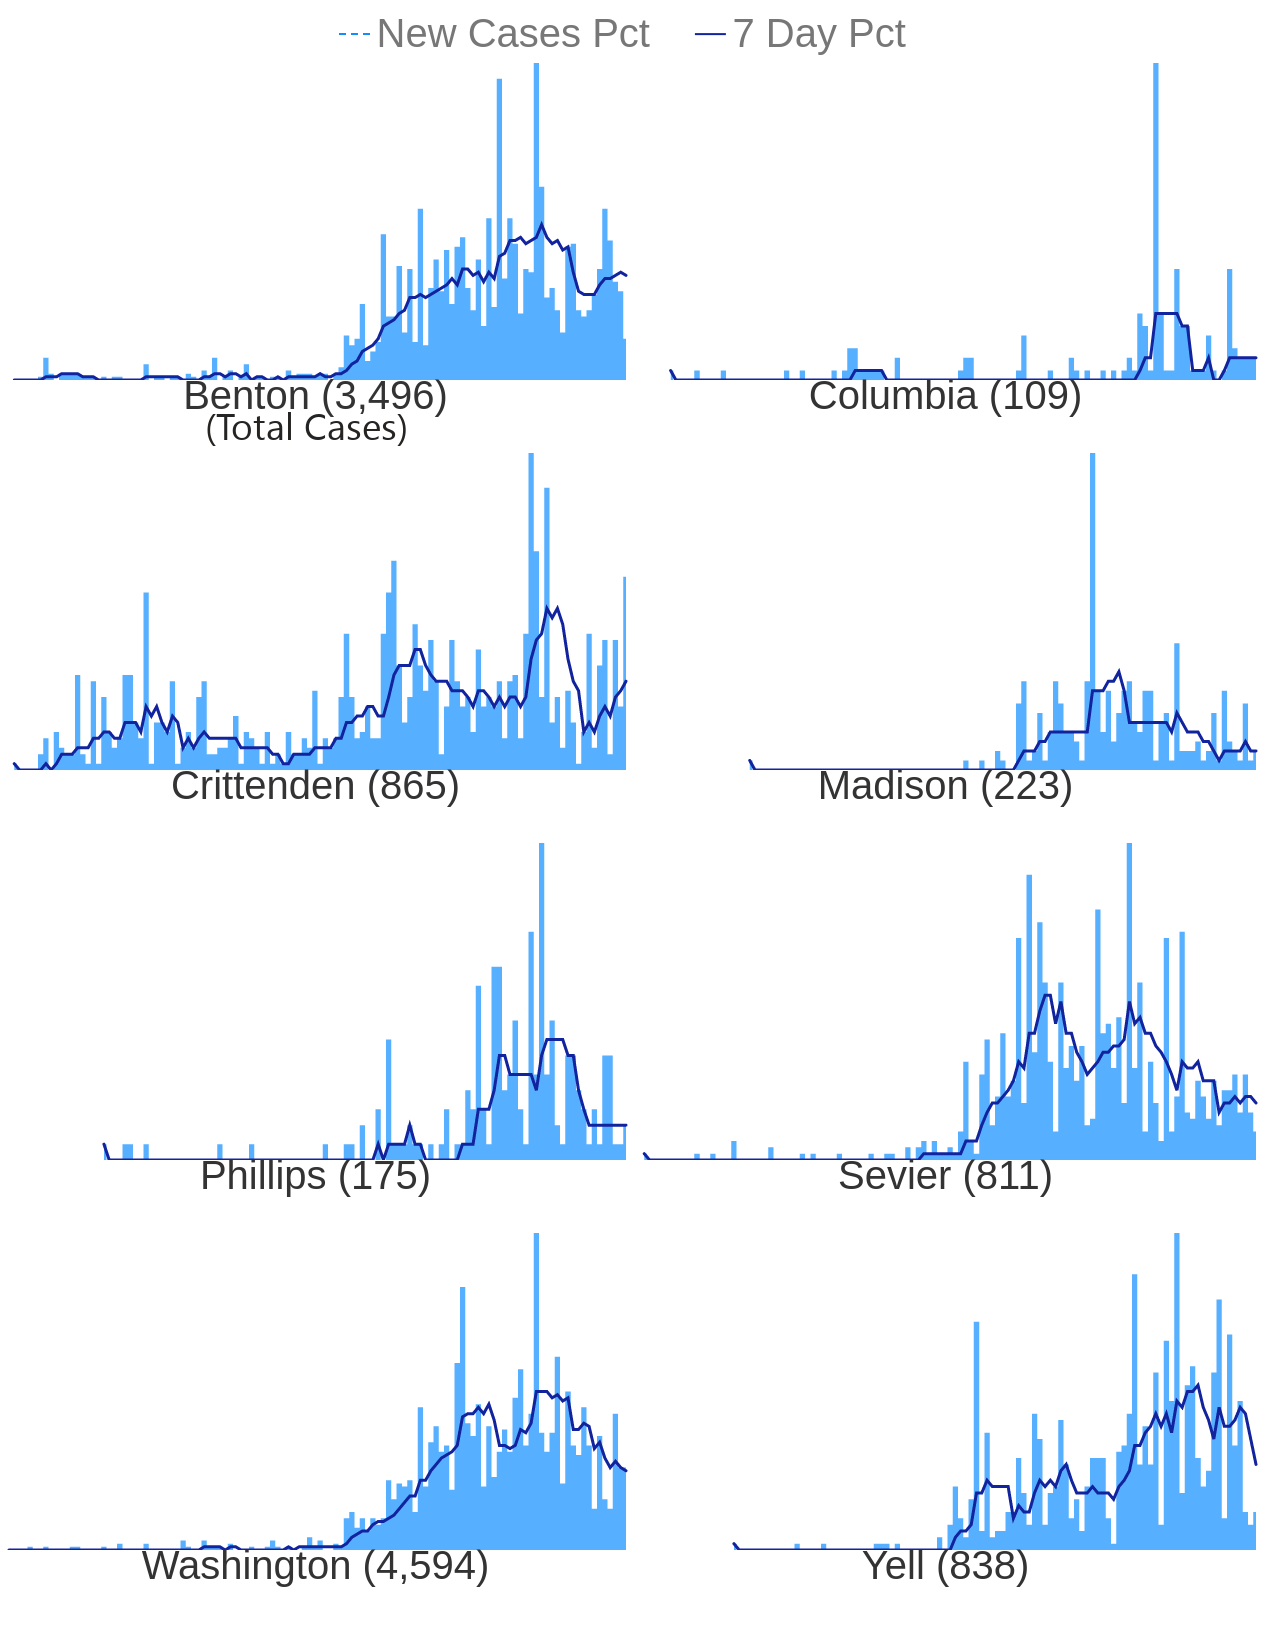 New Cases Pct 7 Day Pct
Benton (3,496) Columbia (109)
(Total Cases)
Crittenden (865) Madison (223)
Phillips (175) Sevier (811)
Washington (4,594) Yell (838)